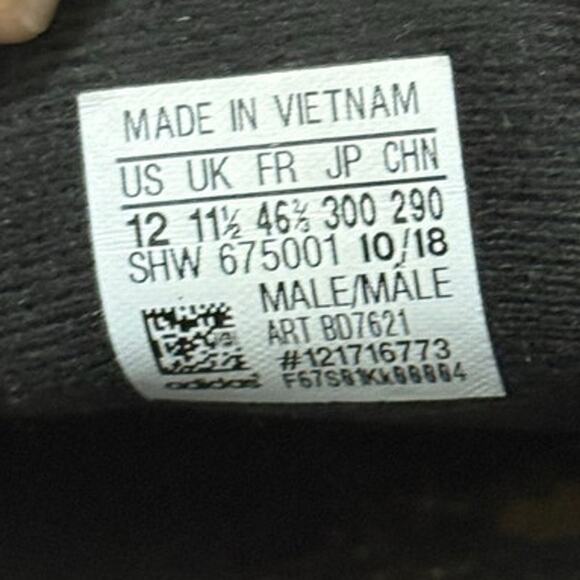 MADE IN VIETNAM
US UK FR JP CHN
12 11½ 46⅔ 300 290
SHW 675001 10/18
MALE/MÂLE
ART BD7621
#121716773
adidas